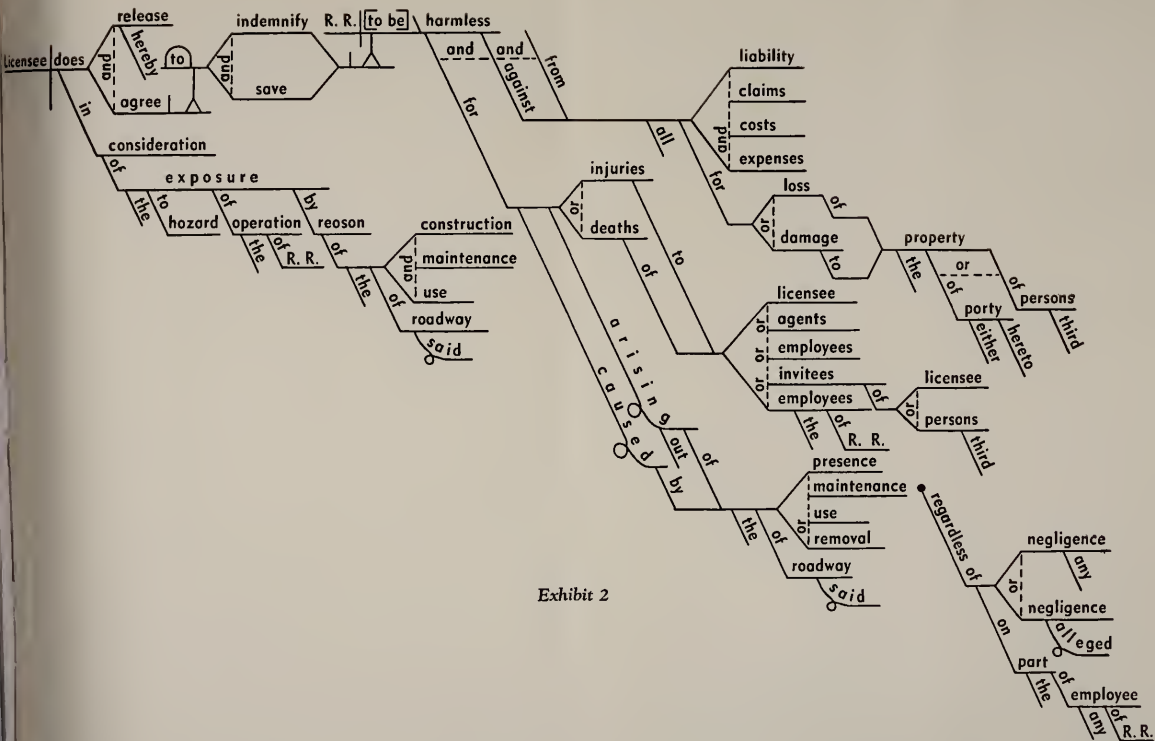 Licensee does
release
hereby
and
agree
to
indemnify
and
save
R. R. [to be] harmless
and and
for
against
from
all
liability
claims
costs
and
expenses
for
loss of
or
damage
to
property
the
of
or
of
party
either
hereto
persons
third
in
consideration
of
exposure
the
to
hozard
of
operation
the
of
R. R.
by
reoson
of
the
construction
and
maintenance
use
of
roadway
said
injuries
or
deaths
to
of
licensee
or
agents
or
employees
or
invitees
employees
the
of
R. R.
of
licensee
or
persons
third
arising
out
of
caused
by
the
of
presence
maintenance
use
or
removal
roadway
said
regardless of
negligence
any
or
negligence
alleged
on
part
the
of
employee
any
of
R. R.
Exhibit 2